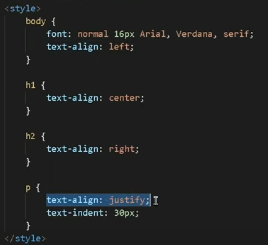 <style>
body {
font: normal 16px Arial, Verdana, serif;
text-align: left;
}
h1 {
text-align: center;
}
h2 {
text-align: right;
}
p {
text-align: justify;
text-indent: 30px;
}
</style>